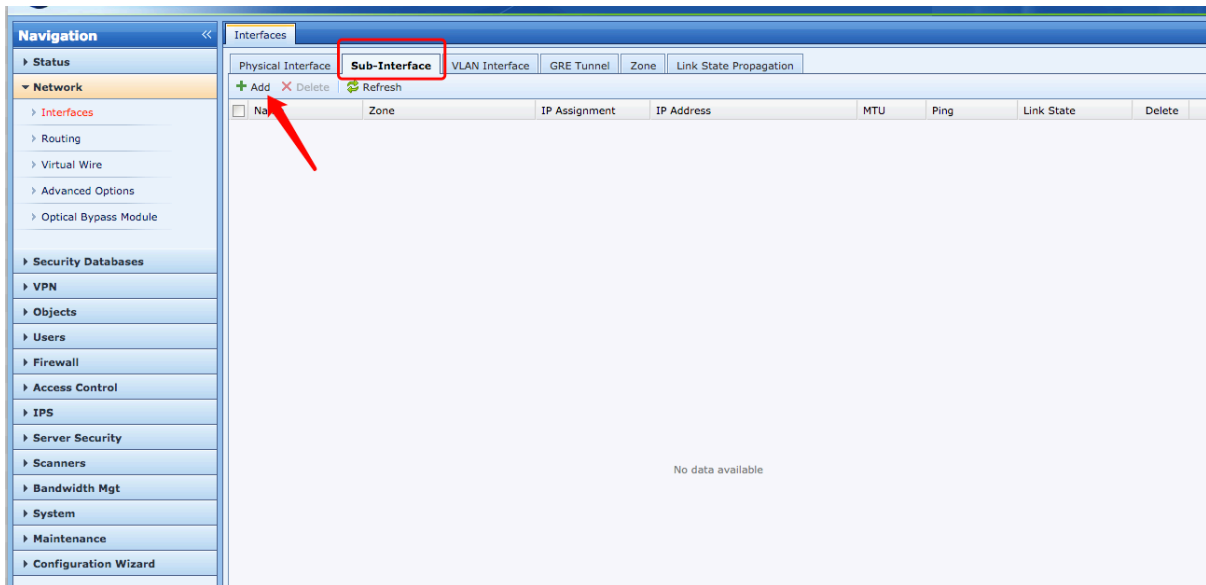 Navigation
Status
Network
Interfaces
Routing
Virtual Wire
Advanced Options
Optical Bypass Module
Security Databases
VPN
Objects
Users
Firewall
Access Control
IPS
Server Security
Scanners
Bandwidth Mgt
System
Maintenance
Configuration Wizard
Interfaces
Physical Interface Sub-Interface VLAN Interface GRE Tunnel Zone Link State Propagation
Add Delete Refresh
Zone IP Assignment IP Address MTU Ping Link State Delete
No data available